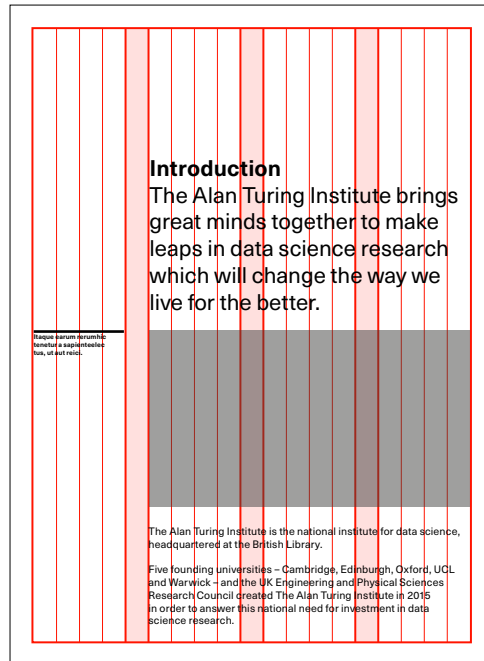 Introduction
The Alan Turing Institute brings
great minds together to make
leaps in data science research
which will change the way we
live for the better.
Itaque earum rerumhic
tenetur a sapienteelec
tus, ut aut reici.
The Alan Turing Institute is the national institute for data science,
headquartered at the British Library.
Five founding universities – Cambridge, Edinburgh, Oxford, UCL
and Warwick – and the UK Engineering and Physical Sciences
Research Council created The Alan Turing Institute in 2015
in order to answer this national need for investment in data
science research.